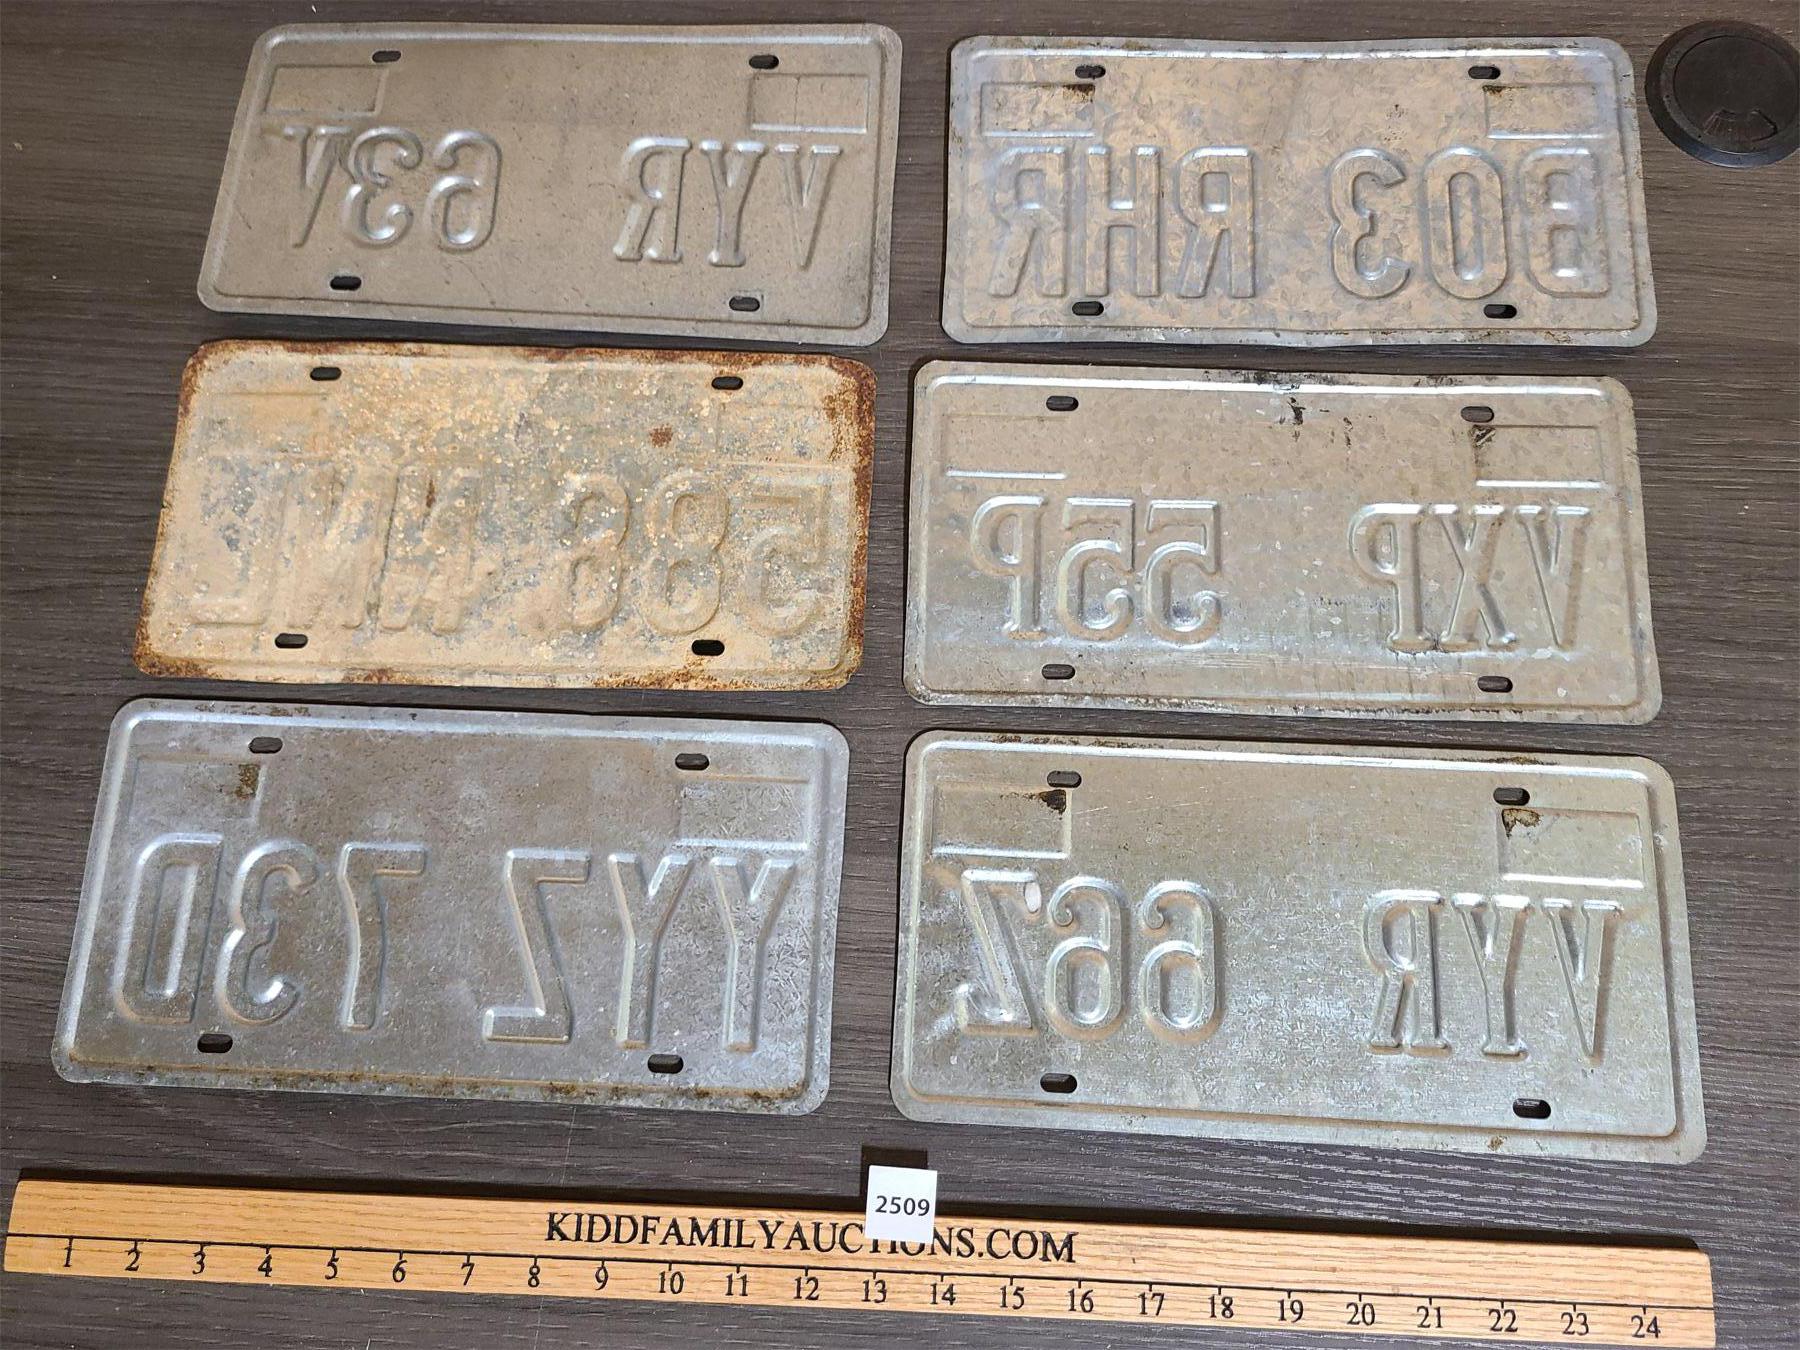 VYR 63V
B03 RHR
VXP 55P
YYZ 73D
VYR 66Z
2509
KIDDFAMILYAUCTIONS.COM
1 2 3 4 5 6 7 8 9 10 11 12 13 14 15 16 17 18 19 20 21 22 23 24